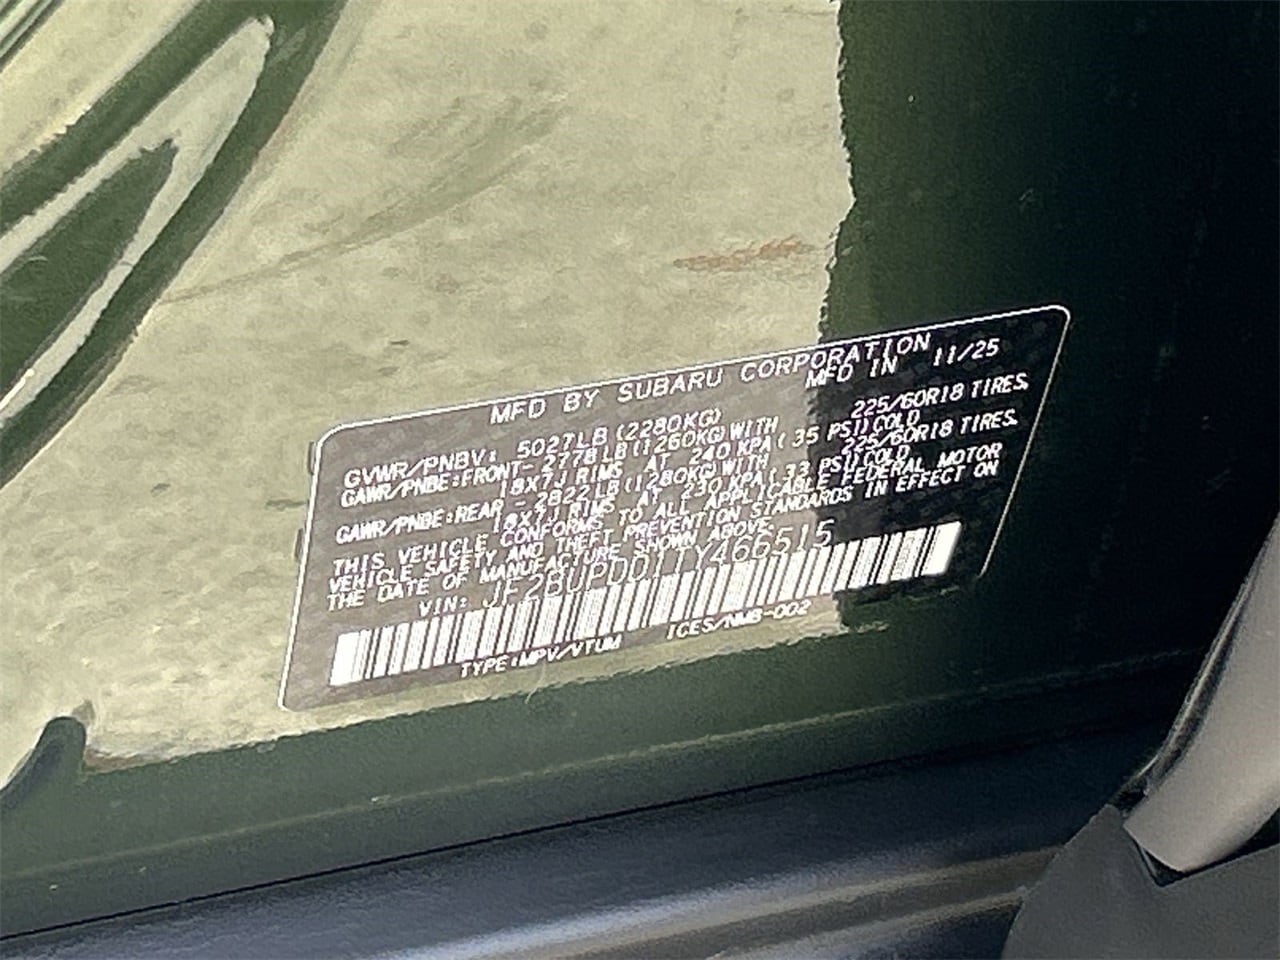 MFD BY SUBARU CORPORATION
MFD IN 11/25
GVWR/PNBV: 5027LB(2280KG)
GAWR/PNBE:FRONT- 2778LB(1260KG)WITH 225/60R18 TIRES,
18X7J RIMS AT 240 KPA( 35 PSI)COLD
GAWR/PNBE:REAR - 2822LB(1280KG)WITH 225/60R18 TIRES,
18X7J RIMS AT 230 KPA( 33 PSI)COLD
THIS VEHICLE CONFORMS TO ALL APPLICABLE FEDERAL MOTOR
VEHICLE SAFETY AND THEFT PREVENTION STANDARDS IN EFFECT ON
THE DATE OF MANUFACTURE SHOWN ABOVE.
VIN: JF2BUPDD1TY466515
TYPE:MPV/VTUM ICES/NMB-002